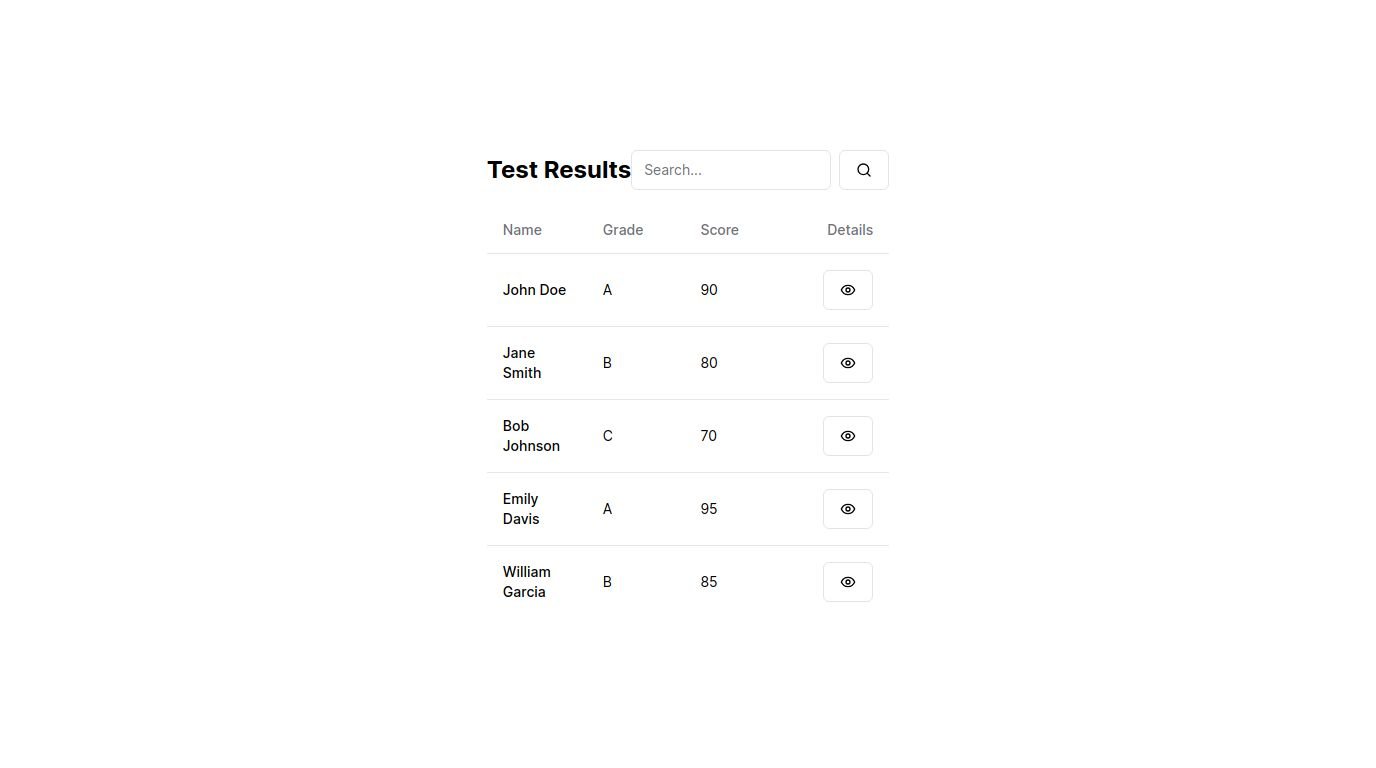 Test Results
Search...
Name Grade Score Details
John Doe A 90
Jane
Smith
B 80
Bob
Johnson
C 70
Emily
Davis
A 95
William
Garcia
B 85